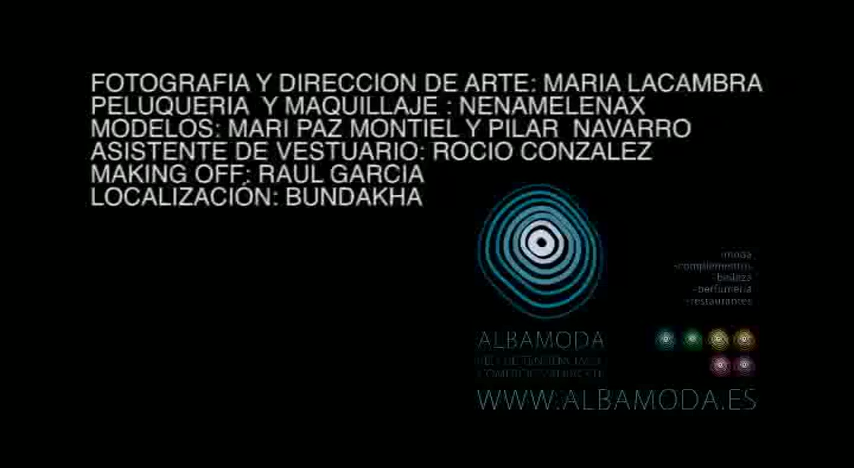 FOTOGRAFIA Y DIRECCION DE ARTE: MARIA LACAMBRA
PELUQUERIA Y MAQUILLAJE : NENAMELENAX
MODELOS: MARI PAZ MONTIEL Y PILAR NAVARRO
ASISTENTE DE VESTUARIO: ROCIO CONZALEZ
MAKING OFF: RAUL GARCIA
LOCALIZACIÓN: BUNDAKHA
moda
-complementos
-belleza
-perfumeria
-restaurantes
ALBAMODA
WWW.ALBAMODA.ES